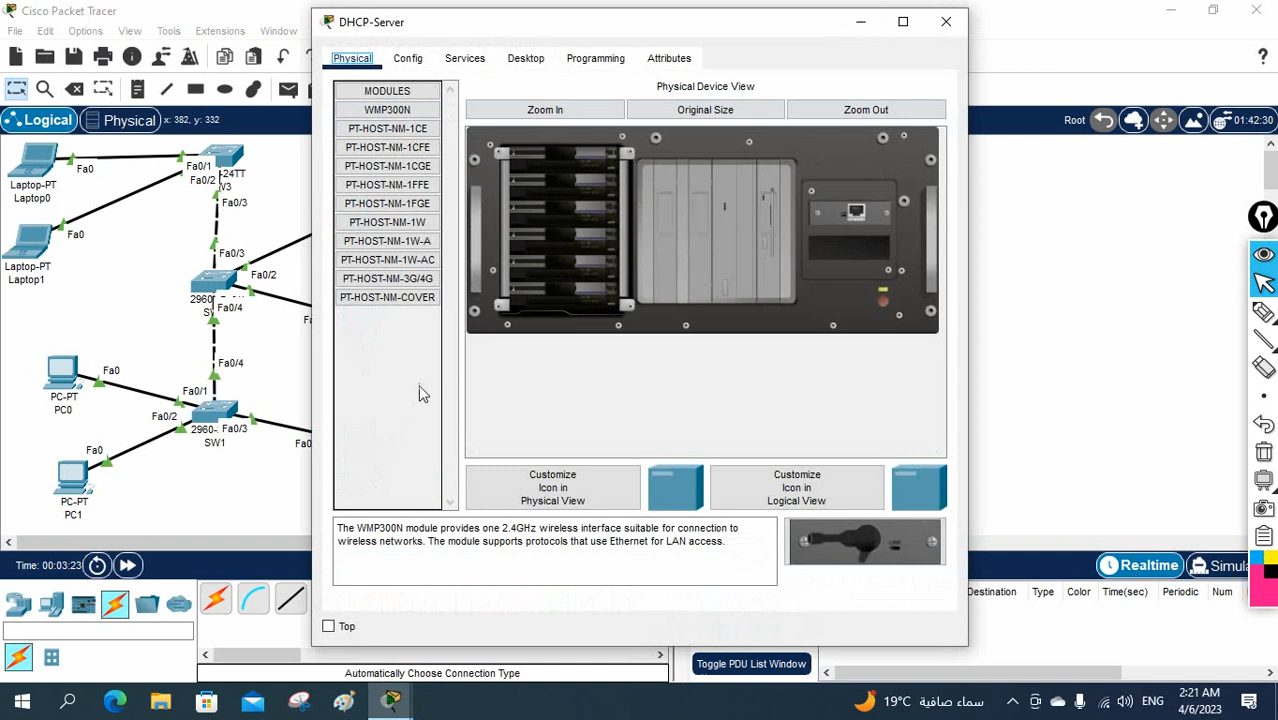 Cisco Packet Tracer
File Edit Options View Tools Extensions Window
Logical
Physical
x: 382, y: 332
Root
01:42:30
DHCP-Server
Physical Config Services Desktop Programming Attributes
MODULES
WMP300N
PT-HOST-NM-1CE
PT-HOST-NM-1CFE
PT-HOST-NM-1CGE
PT-HOST-NM-1FFE
PT-HOST-NM-1FGE
PT-HOST-NM-1W
PT-HOST-NM-1W-A
PT-HOST-NM-1W-AC
PT-HOST-NM-3G/4G
PT-HOST-NM-COVER
Physical Device View
Zoom In
Original Size
Zoom Out
Customize
Icon in
Physical View
Customize
Icon in
Logical View
The WMP300N module provides one 2.4GHz wireless interface suitable for connection to
wireless networks. The module supports protocols that use Ethernet for LAN access.
Top
Laptop-PT
Laptop0
Fa0
Fa0/1
Fa0/2
-24TT
V3
Fa0/3
Laptop-PT
Laptop1
Fa0
Fa0/3
Fa0/2
2960-
SV
Fa0/4
Fa0/4
PC-PT
PC0
Fa0
Fa0/1
Fa0/2
2960-
Fa0/3
SW1
PC-PT
PC1
Fa0
Time: 00:03:23
Realtime
Simula
Destination Type Color Time(sec) Periodic Num
Automatically Choose Connection Type
Toggle PDU List Window
19°C سماء صافية
ENG
2:21 AM
4/6/2023